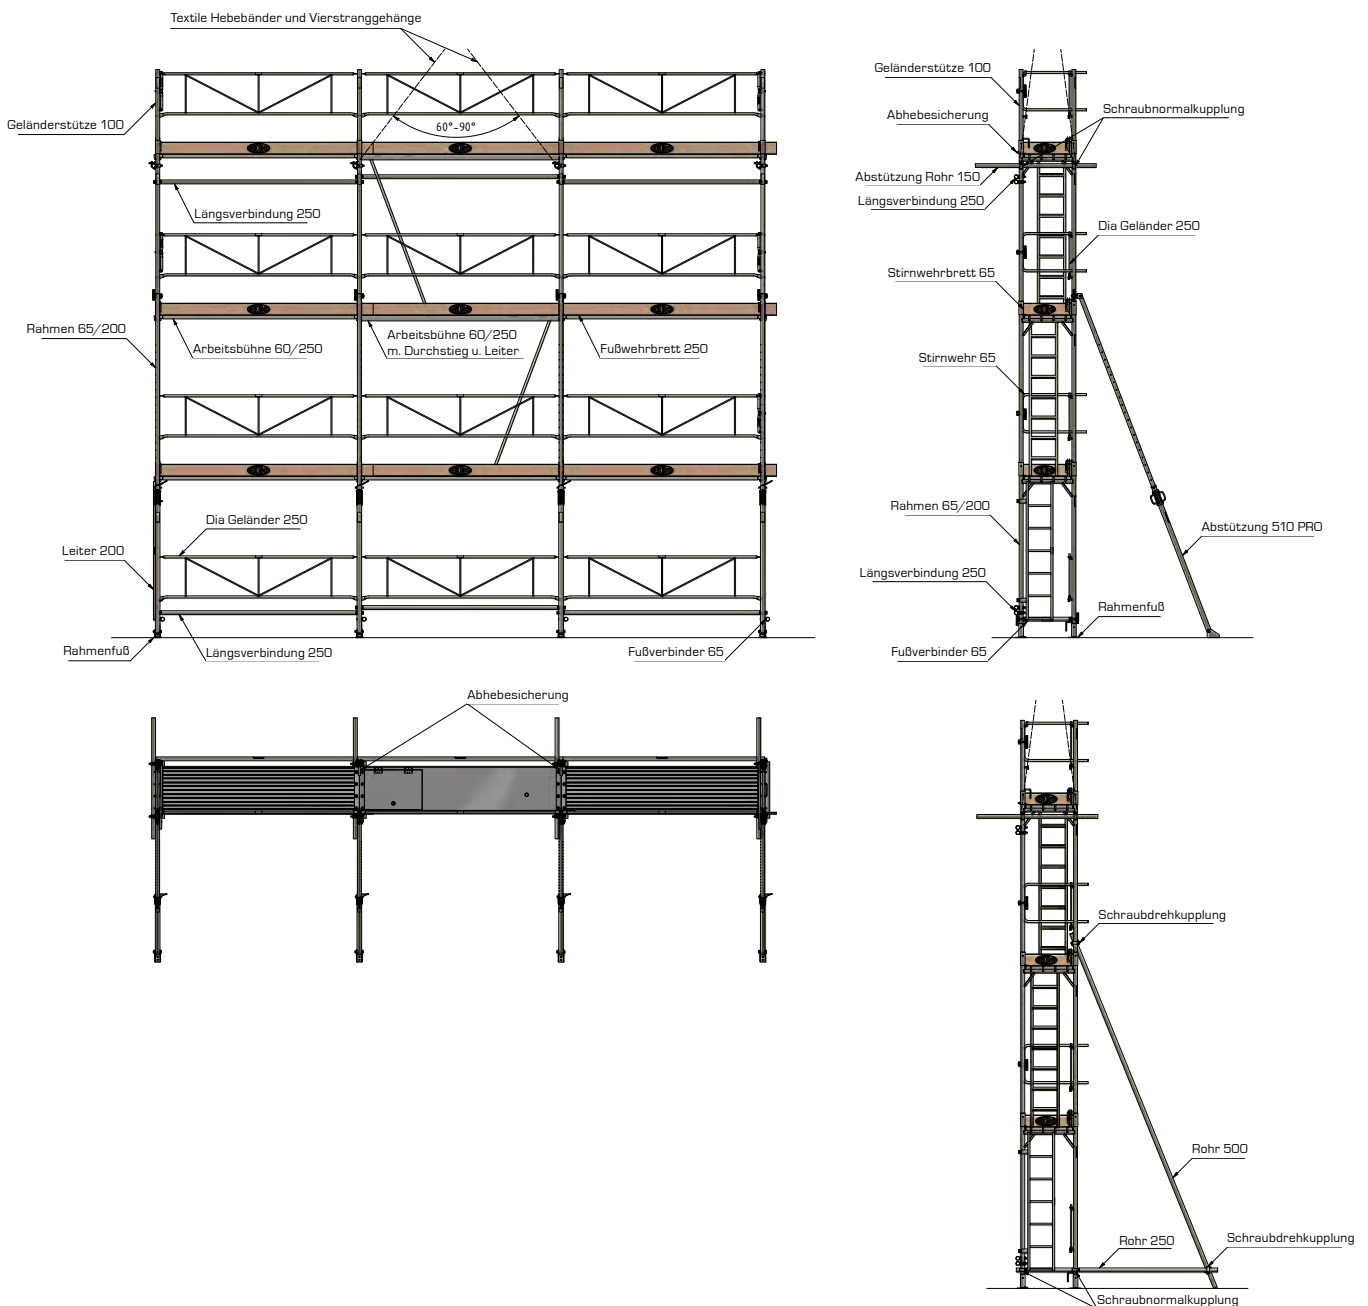 Textile Hebebänder und Vierstranggehänge
Geländerstütze 100
60°-90°
Längsverbindung 250
Rahmen 65/200
Arbeitsbühne 60/250
Arbeitsbühne 60/250
m. Durchstieg u. Leiter
Fußwehrbrett 250
Dia Geländer 250
Leiter 200
Rahmenfuß
Längsverbindung 250
Fußverbinder 65
Geländerstütze 100
Abhebesicherung
Schraubnormalkupplung
Abstützung Rohr 150
Längsverbindung 250
Dia Geländer 250
Stirnwehrbrett 65
Stirnwehr 65
Rahmen 65/200
Abstützung 510 PRO
Längsverbindung 250
Rahmenfuß
Fußverbinder 65
Abhebesicherung
Schraubdrehkupplung
Rohr 500
Rohr 250
Schraubdrehkupplung
Schraubnormalkupplung